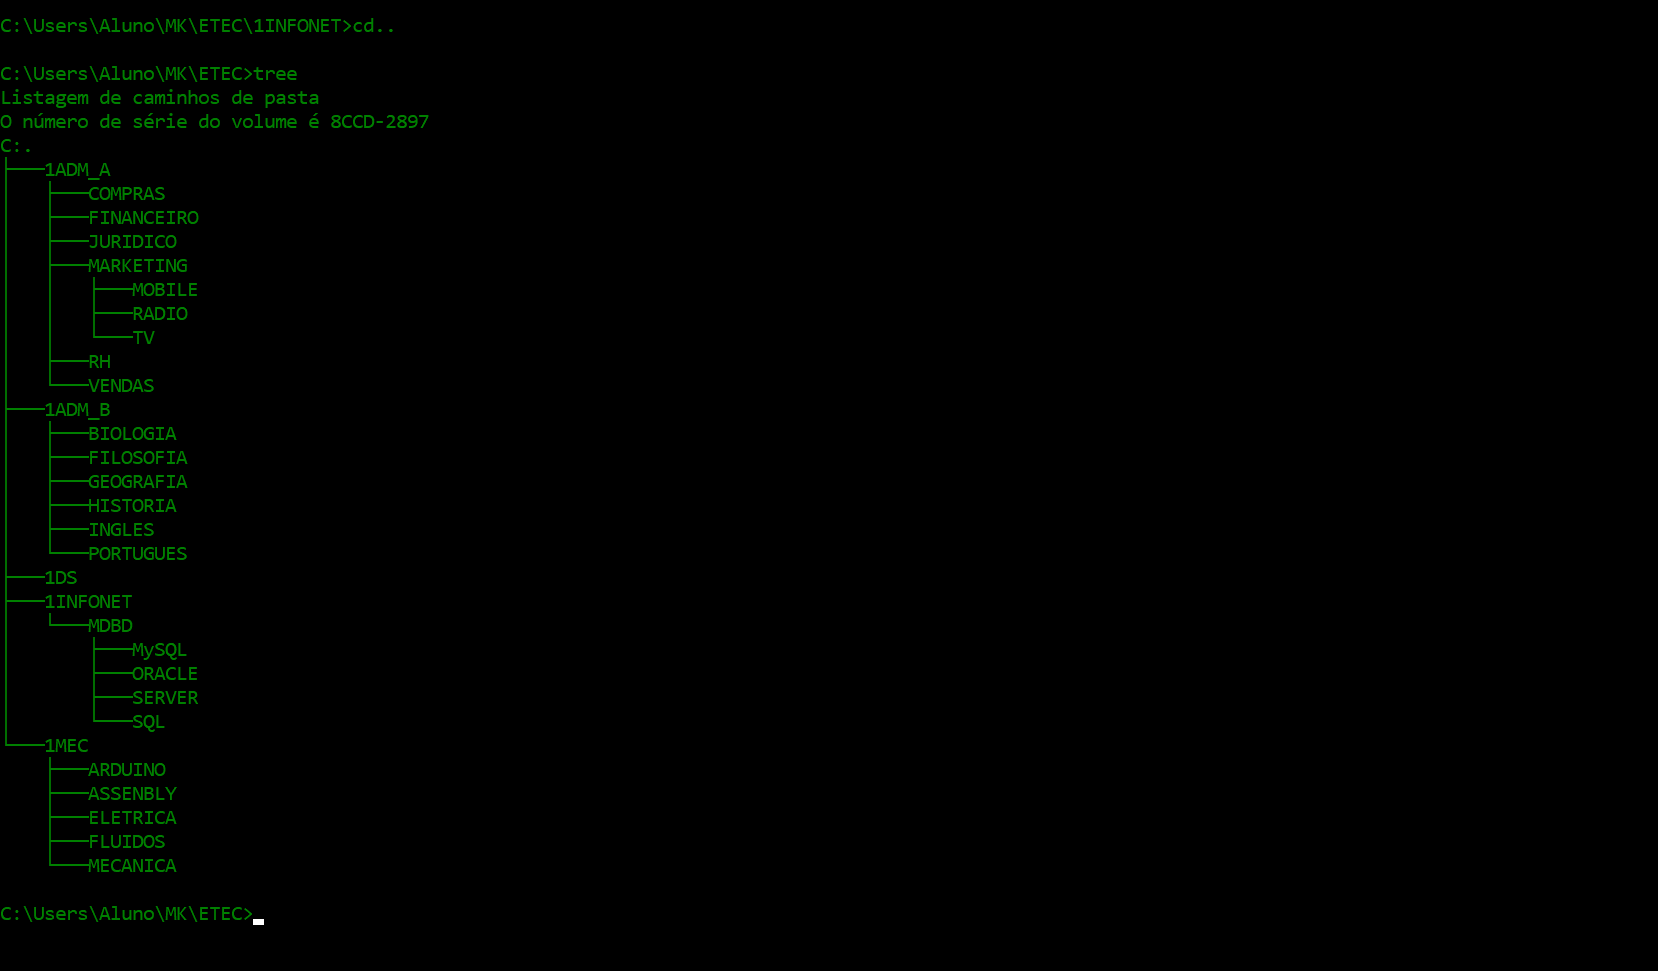 C:\Users\Aluno\MK\ETEC\1INFONET>cd..
C:\Users\Aluno\MK\ETEC>tree
Listagem de caminhos de pasta
O número de série do volume é 8CCD-2897
C:.
├───1ADM_A
│   ├───COMPRAS
│   ├───FINANCEIRO
│   ├───JURIDICO
│   ├───MARKETING
│   │   ├───MOBILE
│   │   ├───RADIO
│   │   └───TV
│   ├───RH
│   └───VENDAS
├───1ADM_B
│   ├───BIOLOGIA
│   ├───FILOSOFIA
│   ├───GEOGRAFIA
│   ├───HISTORIA
│   ├───INGLES
│   └───PORTUGUES
├───1DS
├───1INFONET
│   └───MDBD
│       ├───MySQL
│       ├───ORACLE
│       ├───SERVER
│       └───SQL
└───1MEC
    ├───ARDUINO
    ├───ASSENBLY
    ├───ELETRICA
    ├───FLUIDOS
    └───MECANICA
C:\Users\Aluno\MK\ETEC>